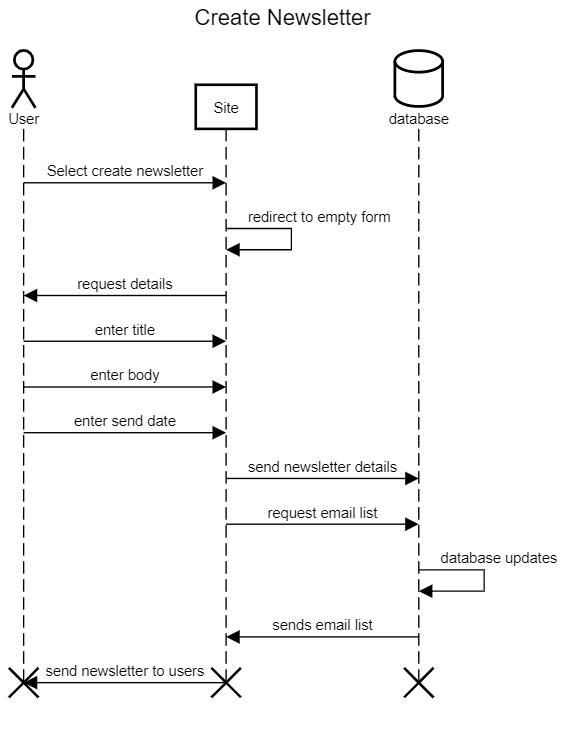 Create Newsletter
User
Site
database
Select create newsletter
redirect to empty form
request details
enter title
enter body
enter send date
send newsletter details
request email list
database updates
sends email list
send newsletter to users